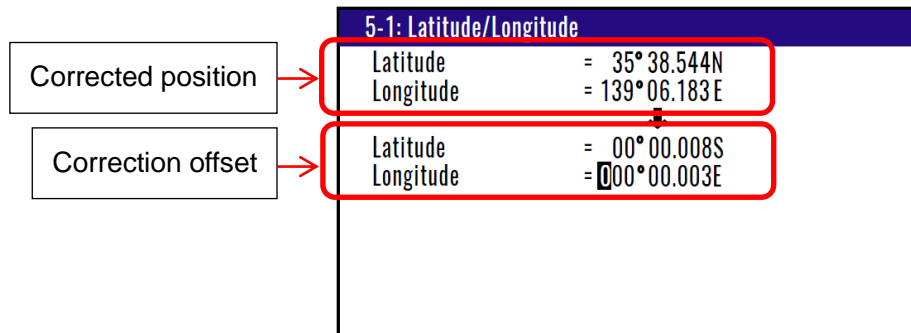 5-1: Latitude/Longitude
Corrected position
Latitude = 35° 38.544N
Longitude = 139° 06.183 E
Correction offset
Latitude = 00° 00.008S
Longitude = 000° 00.003E